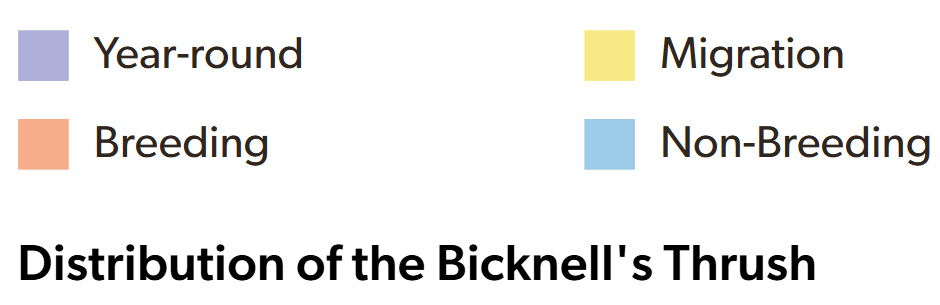 Year-round
Migration
Breeding
Non-Breeding
Distribution of the Bicknell's Thrush